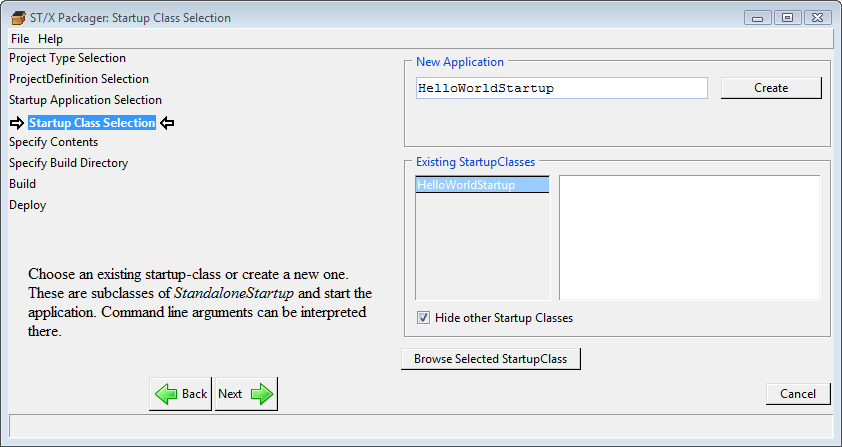 ST/X Packager: Startup Class Selection
File Help
Project Type Selection
ProjectDefinition Selection
Startup Application Selection
Startup Class Selection
Specify Contents
Specify Build Directory
Build
Deploy
Choose an existing startup-class or create a new one.
These are subclasses of StandaloneStartup and start the
application. Command line arguments can be interpreted
there.
Back Next
New Application
HelloWorldStartup Create
Existing StartupClasses
HelloWorldStartup
Hide other Startup Classes
Browse Selected StartupClass
Cancel